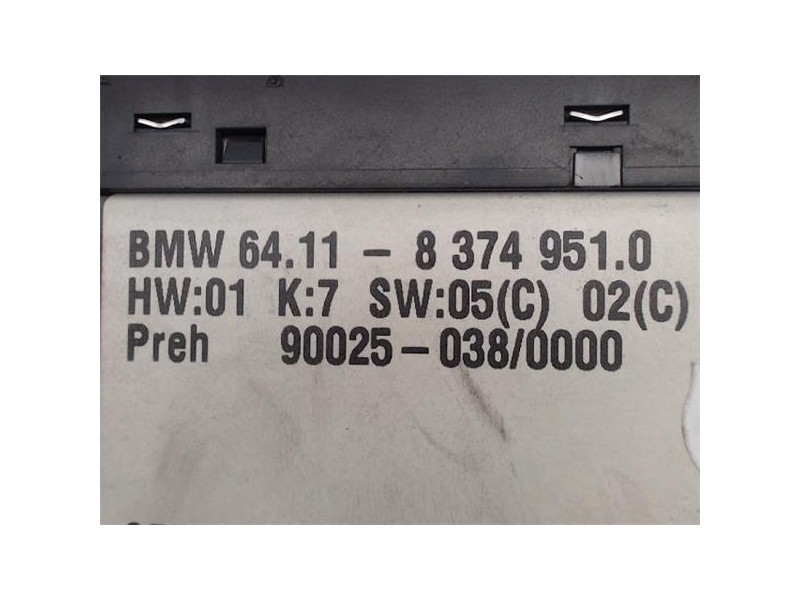 BMW 64.11 - 8 374 951.0
HW:01 K:7 SW:05(C) 02(C)
Preh 90025-038/0000